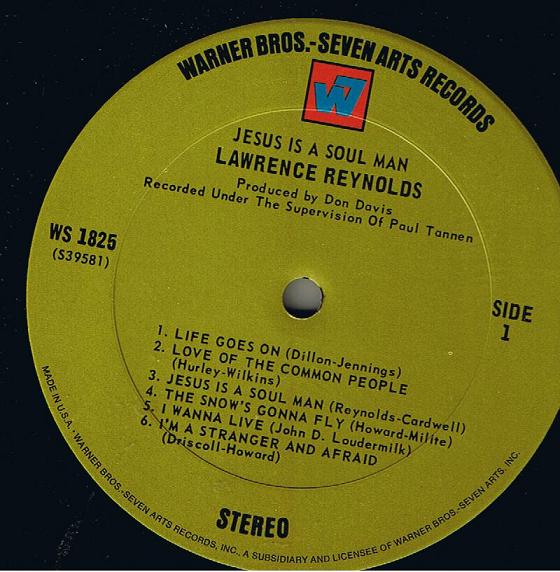 WARNER BROS.-SEVEN ARTS RECORDS
W7
JESUS IS A SOUL MAN
LAWRENCE REYNOLDS
Produced by Don Davis
Recorded Under The Supervision Of Paul Tannen
WS 1825
(S39581)
SIDE
1
1. LIFE GOES ON (Dillon-Jennings)
2. LOVE OF THE COMMON PEOPLE
(Hurley-Wilkins)
3. JESUS IS A SOUL MAN (Reynolds-Cardwell)
4. THE SNOW'S GONNA FLY (Howard-Milite)
5. I WANNA LIVE (John D. Loudermilk)
6. I'M A STRANGER AND AFRAID
(Driscoll-Howard)
STEREO
MADE IN U.S.A. • WARNER BROS.-SEVEN ARTS RECORDS, INC., A SUBSIDIARY AND LICENSEE OF WARNER BROS.-SEVEN ARTS, INC.